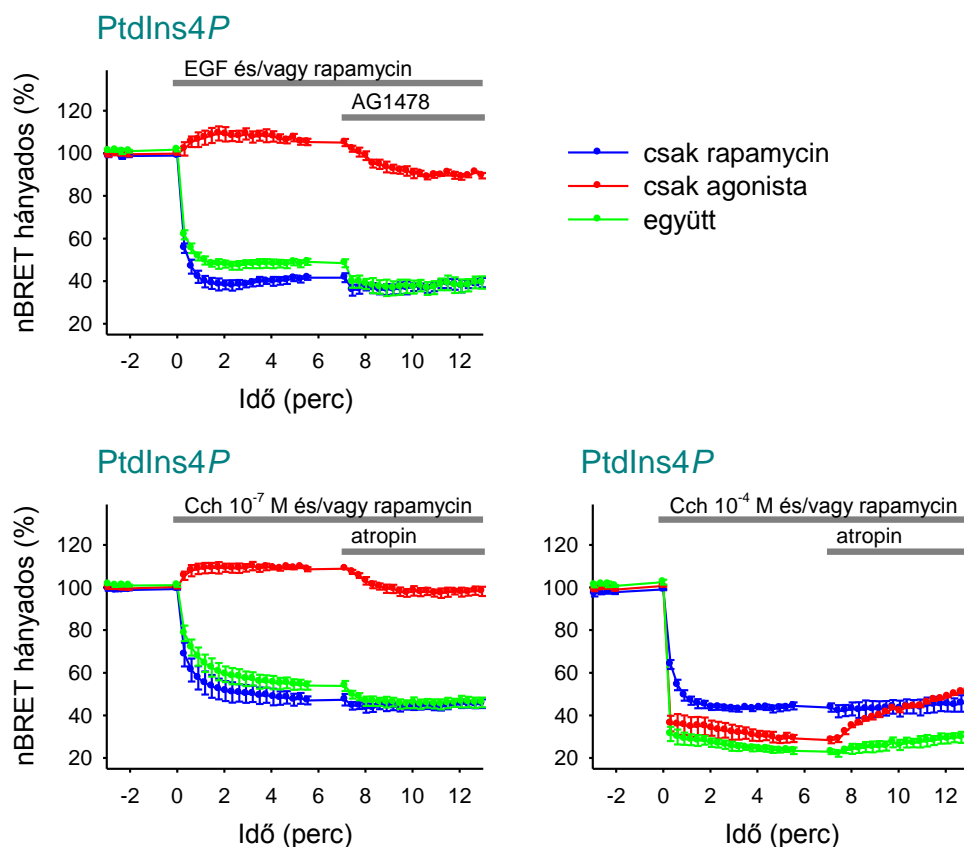 PtdIns4P
EGF és/vagy rapamycin
AG1478
nBRET hányados (%)
120
100
80
60
40
20
-2 0 2 4 6 8 10 12
Idő (perc)
csak rapamycin
csak agonista
együtt
PtdIns4P
Cch 10⁻⁷ M és/vagy rapamycin
atropin
nBRET hányados (%)
120
100
80
60
40
20
-2 0 2 4 6 8 10 12
Idő (perc)
PtdIns4P
Cch 10⁻⁴ M és/vagy rapamycin
atropin
120
100
80
60
40
20
-2 0 2 4 6 8 10 12
Idő (perc)